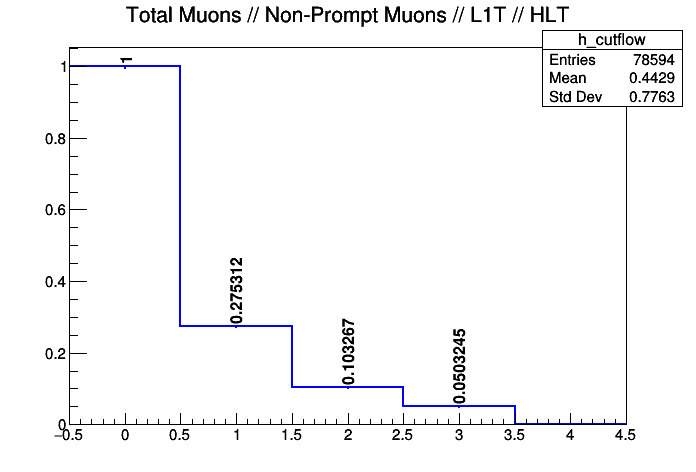 Total Muons // Non-Prompt Muons // L1T // HLT
h_cutflow
Entries 78594
Mean 0.4429
Std Dev 0.7763
1
0.8
0.6
0.4
0.2
0
1
0.275312
0.103267
0.0503245
−0.5 0 0.5 1 1.5 2 2.5 3 3.5 4 4.5